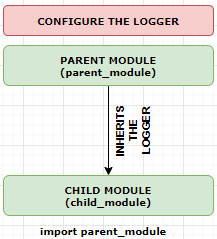 CONFIGURE THE LOGGER
PARENT MODULE
(parent_module)
INHERITS
THE
LOGGER
CHILD MODULE
(child_module)
import parent_module